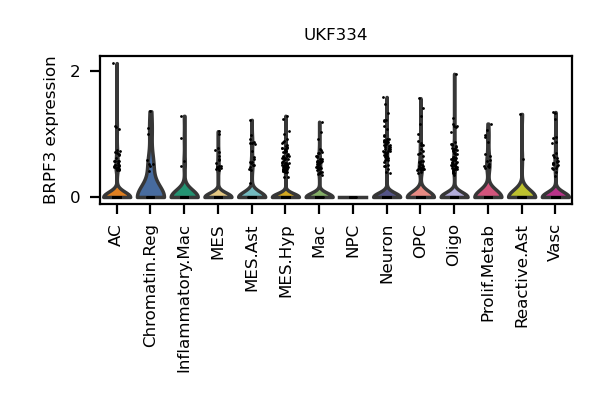 UKF334
BRPF3 expression
2
0
AC
Chromatin.Reg
Inflammatory.Mac
MES
MES.Ast
MES.Hyp
Mac
NPC
Neuron
OPC
Oligo
Prolif.Metab
Reactive.Ast
Vasc